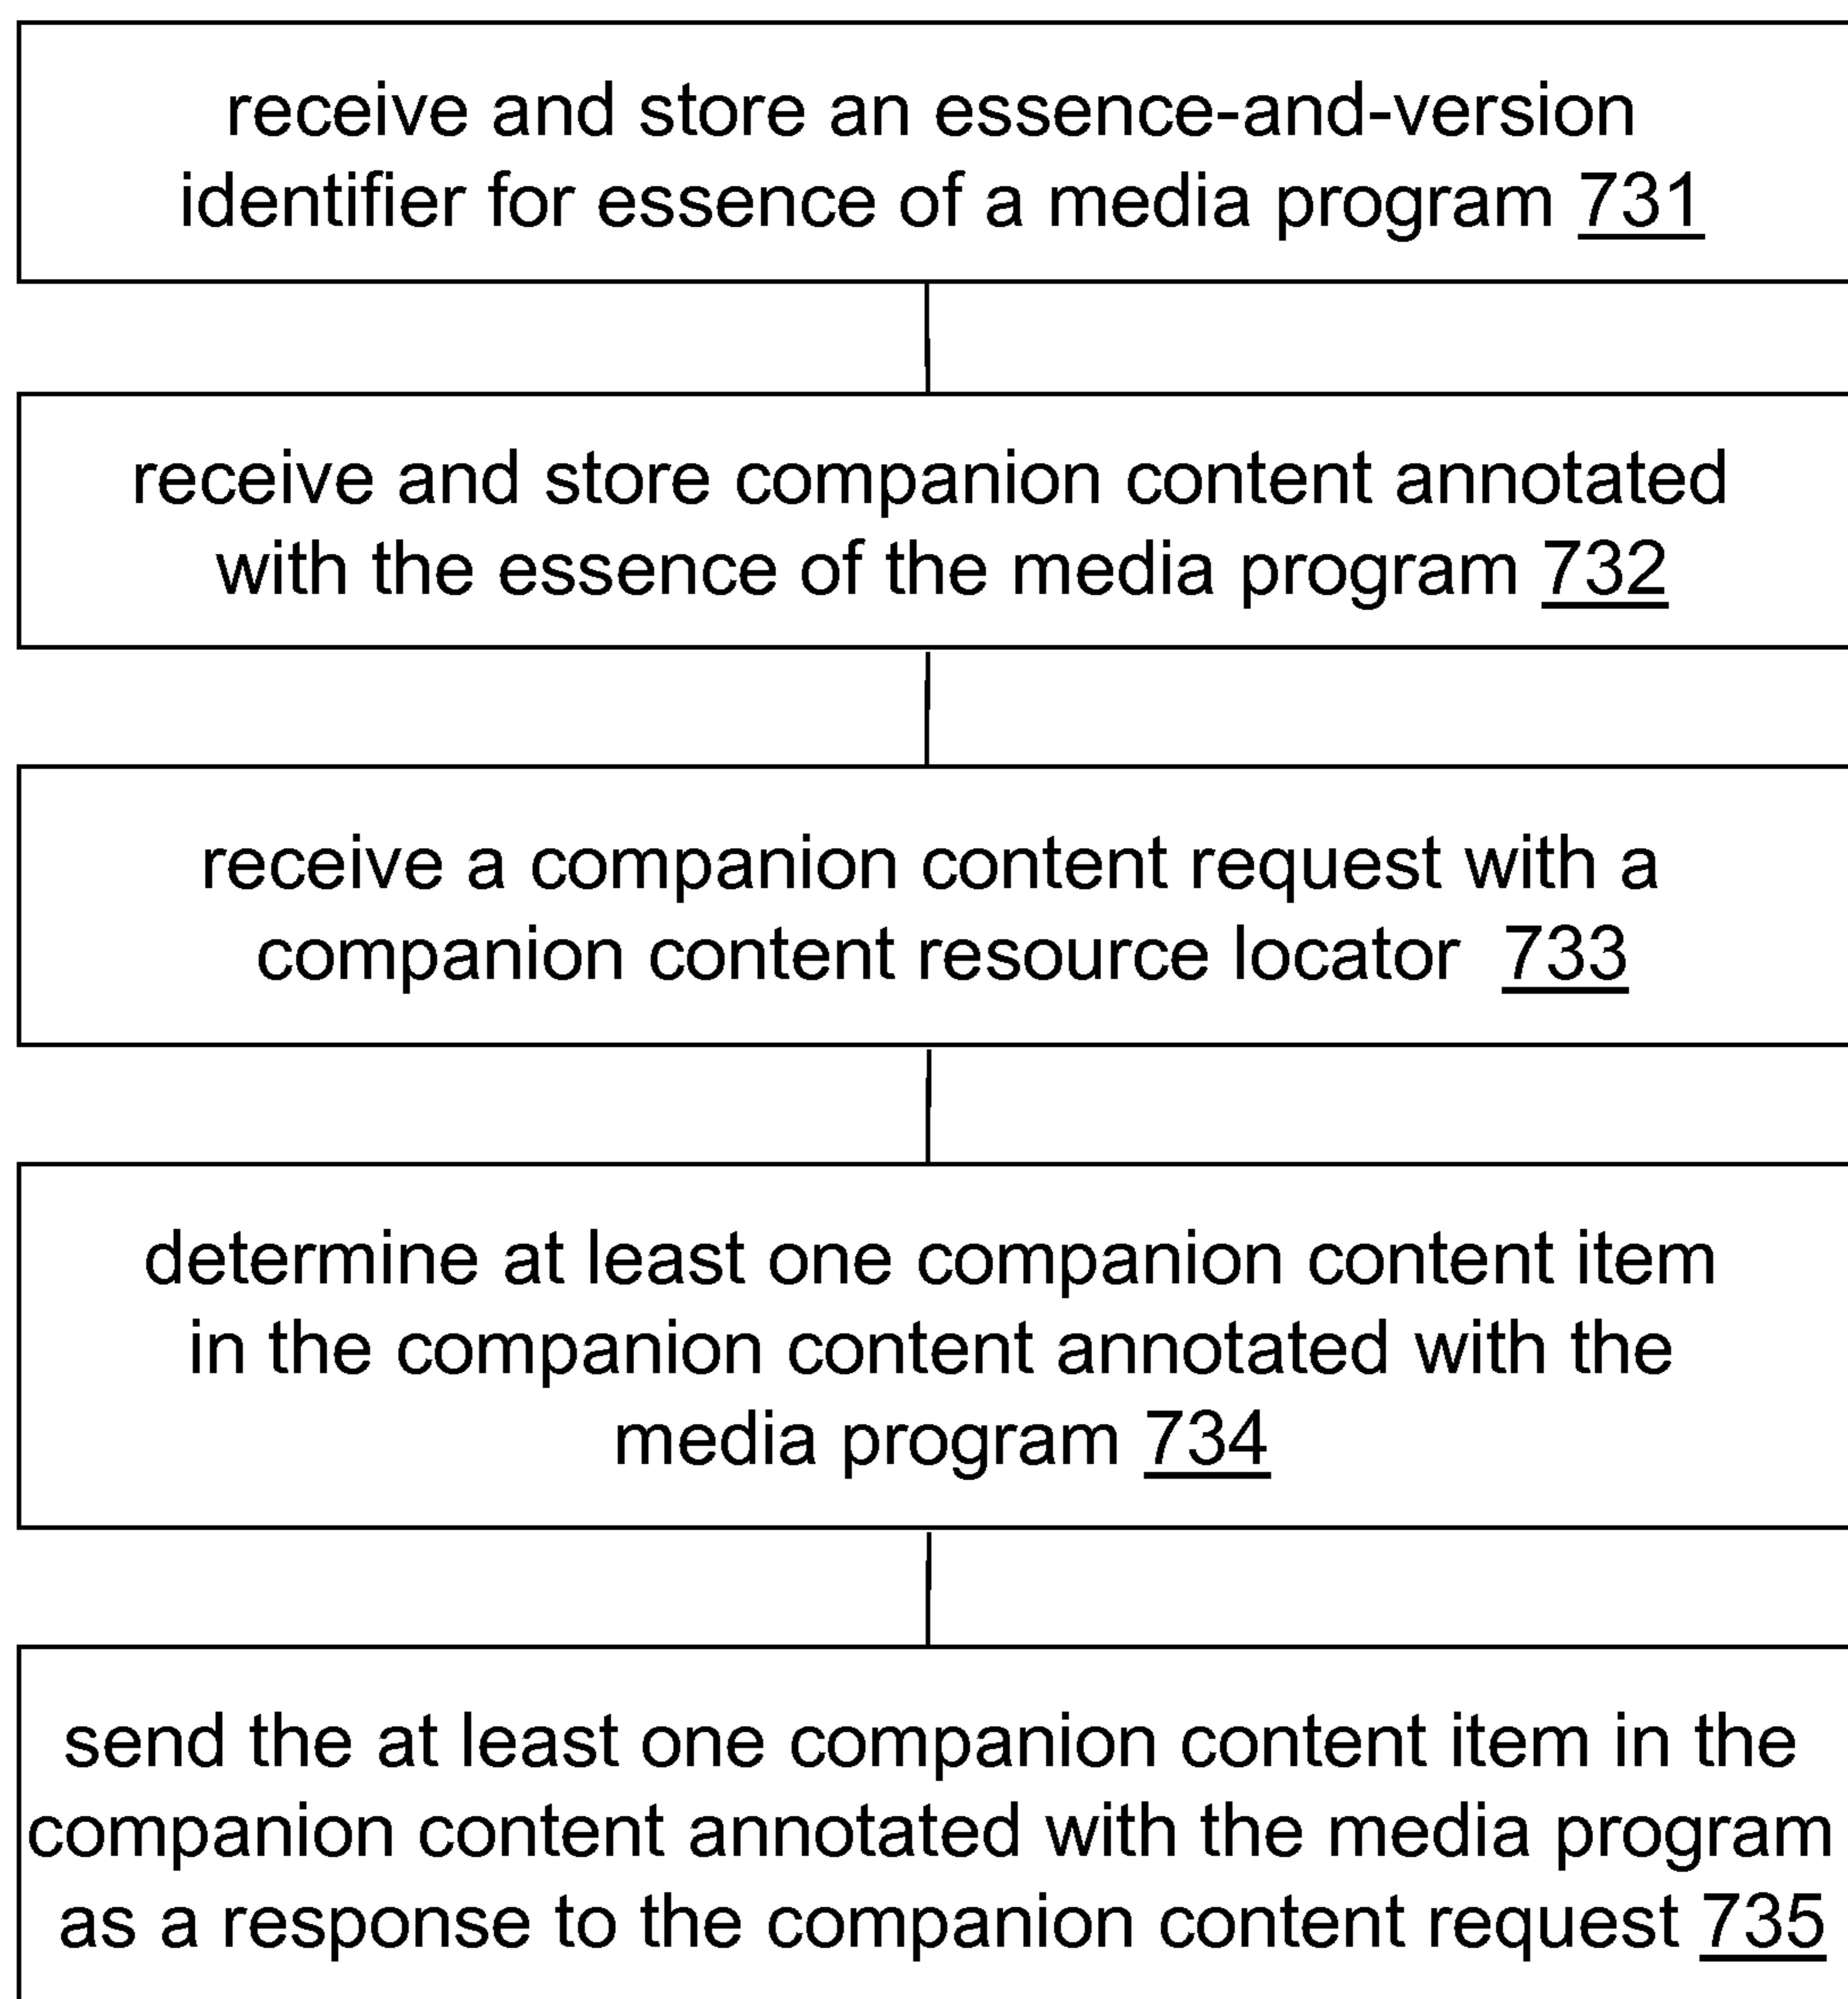 receive and store an essence-and-version
identifier for essence of a media program 731
receive and store companion content annotated
with the essence of the media program 732
receive a companion content request with a
companion content resource locator 733
determine at least one companion content item
in the companion content annotated with the
media program 734
send the at least one companion content item in the
companion content annotated with the media program
as a response to the companion content request 735